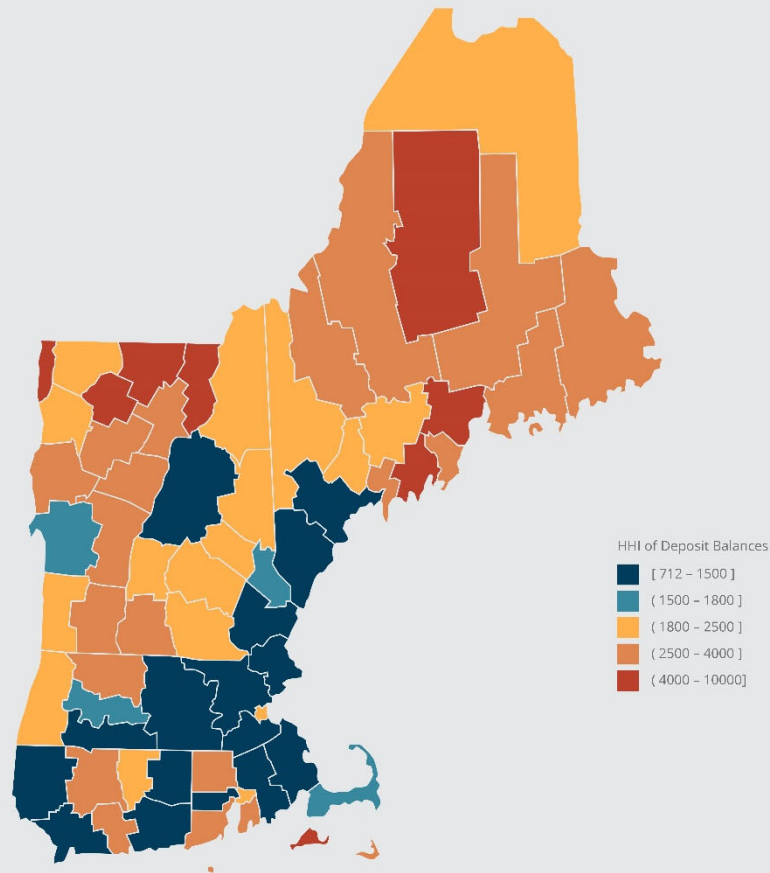 HHI of Deposit Balances
[ 712 – 1500 ]
( 1500 – 1800 ]
( 1800 – 2500 ]
( 2500 – 4000 ]
( 4000 – 10000]